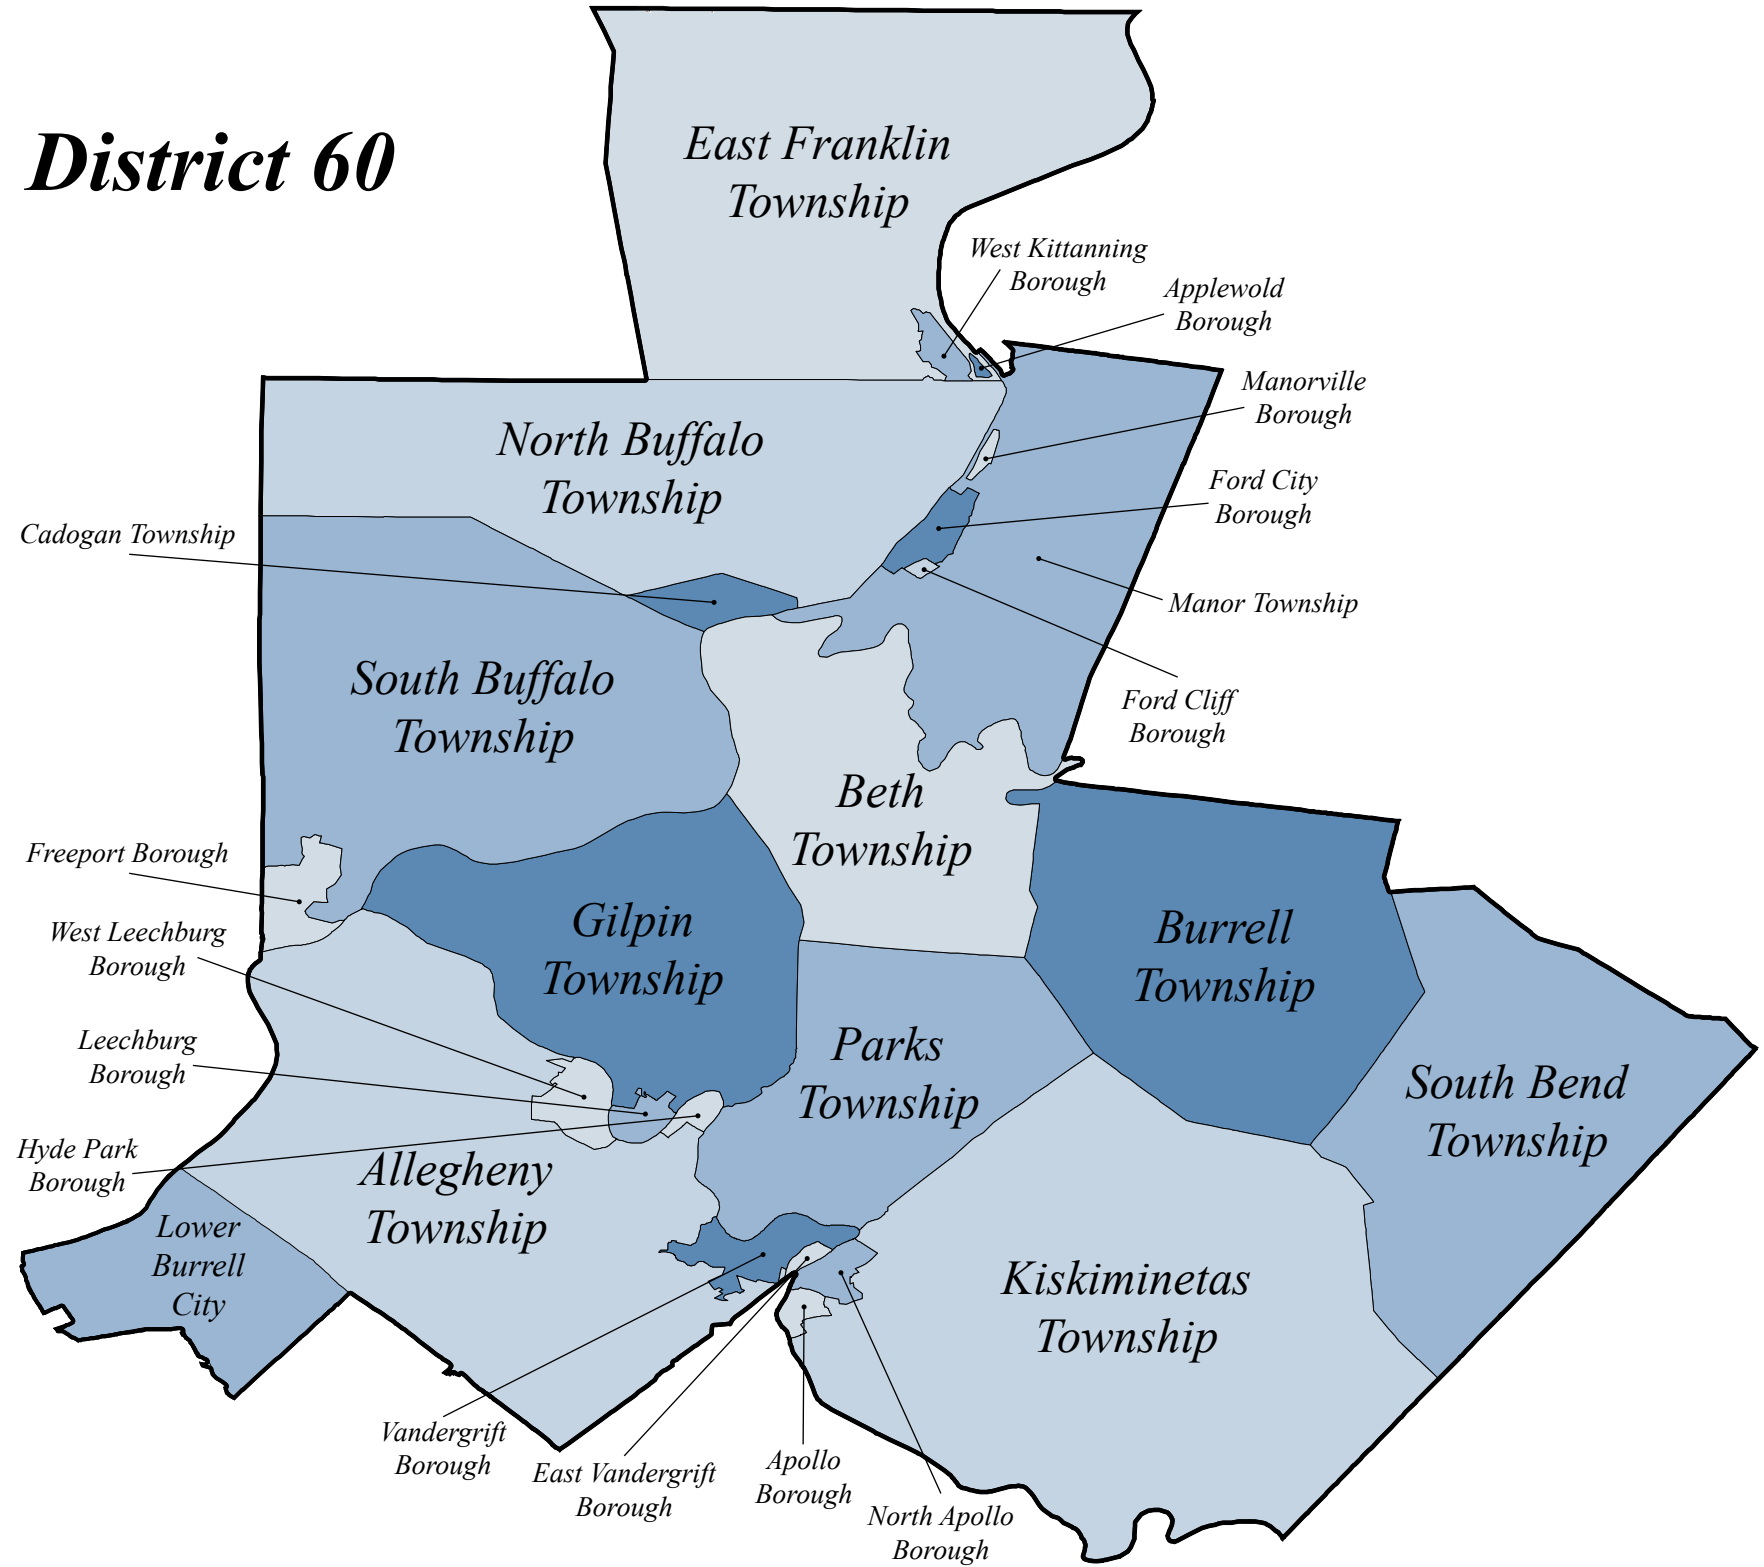 District 60
East Franklin
Township
West Kittanning
Borough
Applewold
Borough
Manorville
Borough
North Buffalo
Township
Ford City
Borough
Cadogan Township
Manor Township
South Buffalo
Township
Ford Cliff
Borough
Beth
Township
Freeport Borough
Gilpin
Township
Burrell
Township
West Leechburg
Borough
Leechburg
Borough
Parks
Township
South Bend
Township
Hyde Park
Borough
Allegheny
Township
Lower
Burrell
City
Kiskiminetas
Township
Vandergrift
Borough
East Vandergrift
Borough
Apollo
Borough
North Apollo
Borough